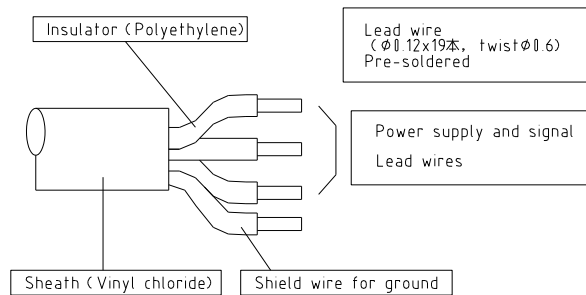 Insulator (Polyethylene)
Lead wire
(φ0.12x19本, twistφ0.6)
Pre-soldered
Power supply and signal
Lead wires
Sheath (Vinyl chloride)
Shield wire for ground